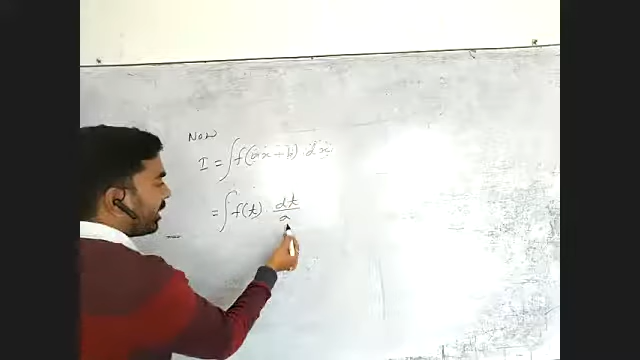 Now
I = ∫ f(ax + b) · dx
= ∫ f(t) · dt/a